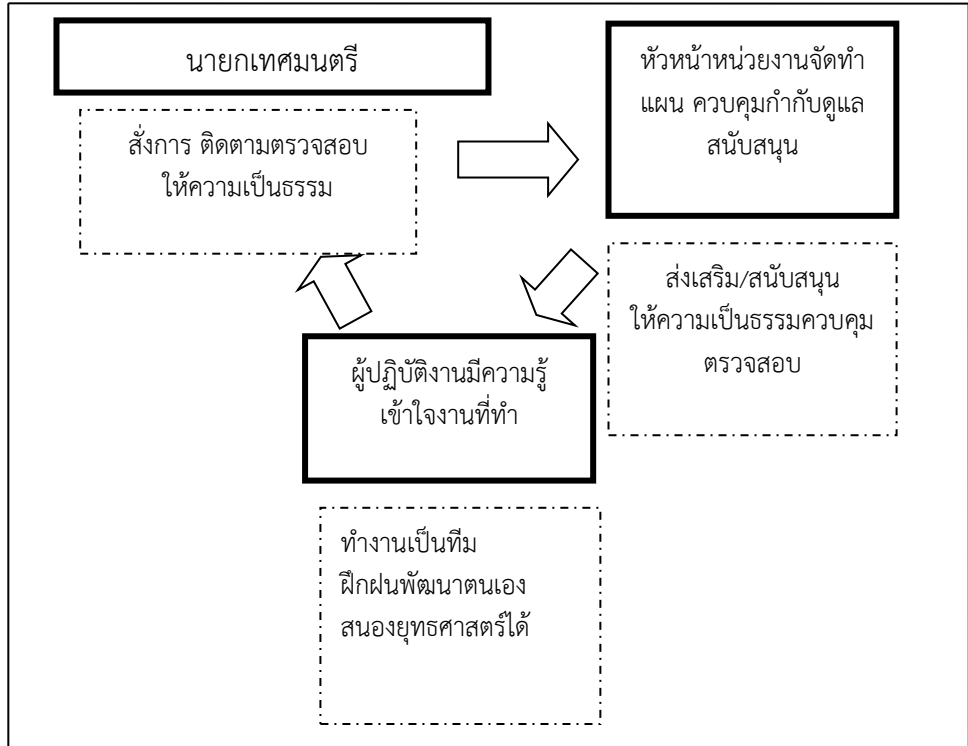 นายกเทศมนตรี
สั่งการ ติดตามตรวจสอบ
ให้ความเป็นธรรม
หัวหน้าหน่วยงานจัดทำ
แผน ควบคุมกำกับดูแล
สนับสนุน
ส่งเสริม/สนับสนุน
ให้ความเป็นธรรมควบคุม
ตรวจสอบ
ผู้ปฏิบัติงานมีความรู้
เข้าใจงานที่ทำ
ทำงานเป็นทีม
ฝึกฝนพัฒนาตนเอง
สนองยุทธศาสตร์ได้